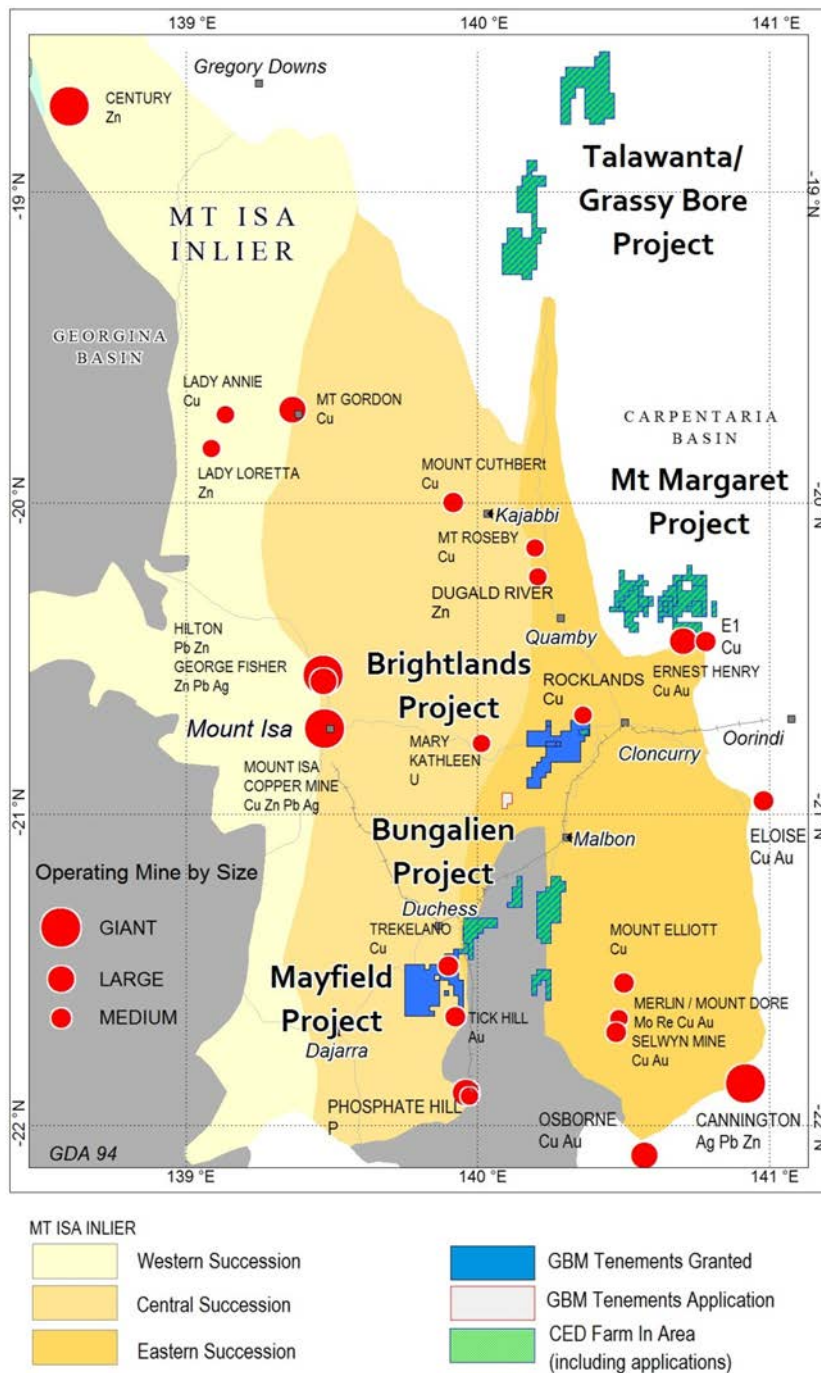 139 °E
140 °E
141 °E
Gregory Downs
CENTURY
Zn
Talawanta/
Grassy Bore
Project
-19°N
-19°N
MT ISA
INLIER
GEORGINA
BASIN
LADY ANNIE
Cu
MT GORDON
Cu
CARPENTARIA
BASIN
LADY LORETTA
Zn
MOUNT CUTHBERt
Cu
Mt Margaret
Project
-20°N
-20°N
Kajabbi
MT ROSEBY
Cu
DUGALD RIVER
Zn
Quamby
HILTON
Pb Zn
GEORGE FISHER
Zn Pb Ag
E1
Cu
ERNEST HENRY
Cu Au
Brightlands
Project
ROCKLANDS
Cu
Mount Isa
MARY
KATHLEEN
U
Cloncurry
Oorindi
MOUNT ISA
COPPER MINE
Cu Zn Pb Ag
-21°N
-21°N
Bungalien
Project
Malbon
ELOISE
Cu Au
Operating Mine by Size
GIANT
LARGE
MEDIUM
Duchess
TREKELANO
Cu
MOUNT ELLIOTT
Cu
Mayfield
Project
MERLIN / MOUNT DORE
Mo Re Cu Au
SELWYN MINE
Cu Au
TICK HILL
Au
Dajarra
PHOSPHATE HILL
P
OSBORNE
Cu Au
CANNINGTON
Ag Pb Zn
-22°N
-22°N
GDA 94
139 °E
140 °E
141 °E
MT ISA INLIER
Western Succession
Central Succession
Eastern Succession
GBM Tenements Granted
GBM Tenements Application
CED Farm In Area
(including applications)